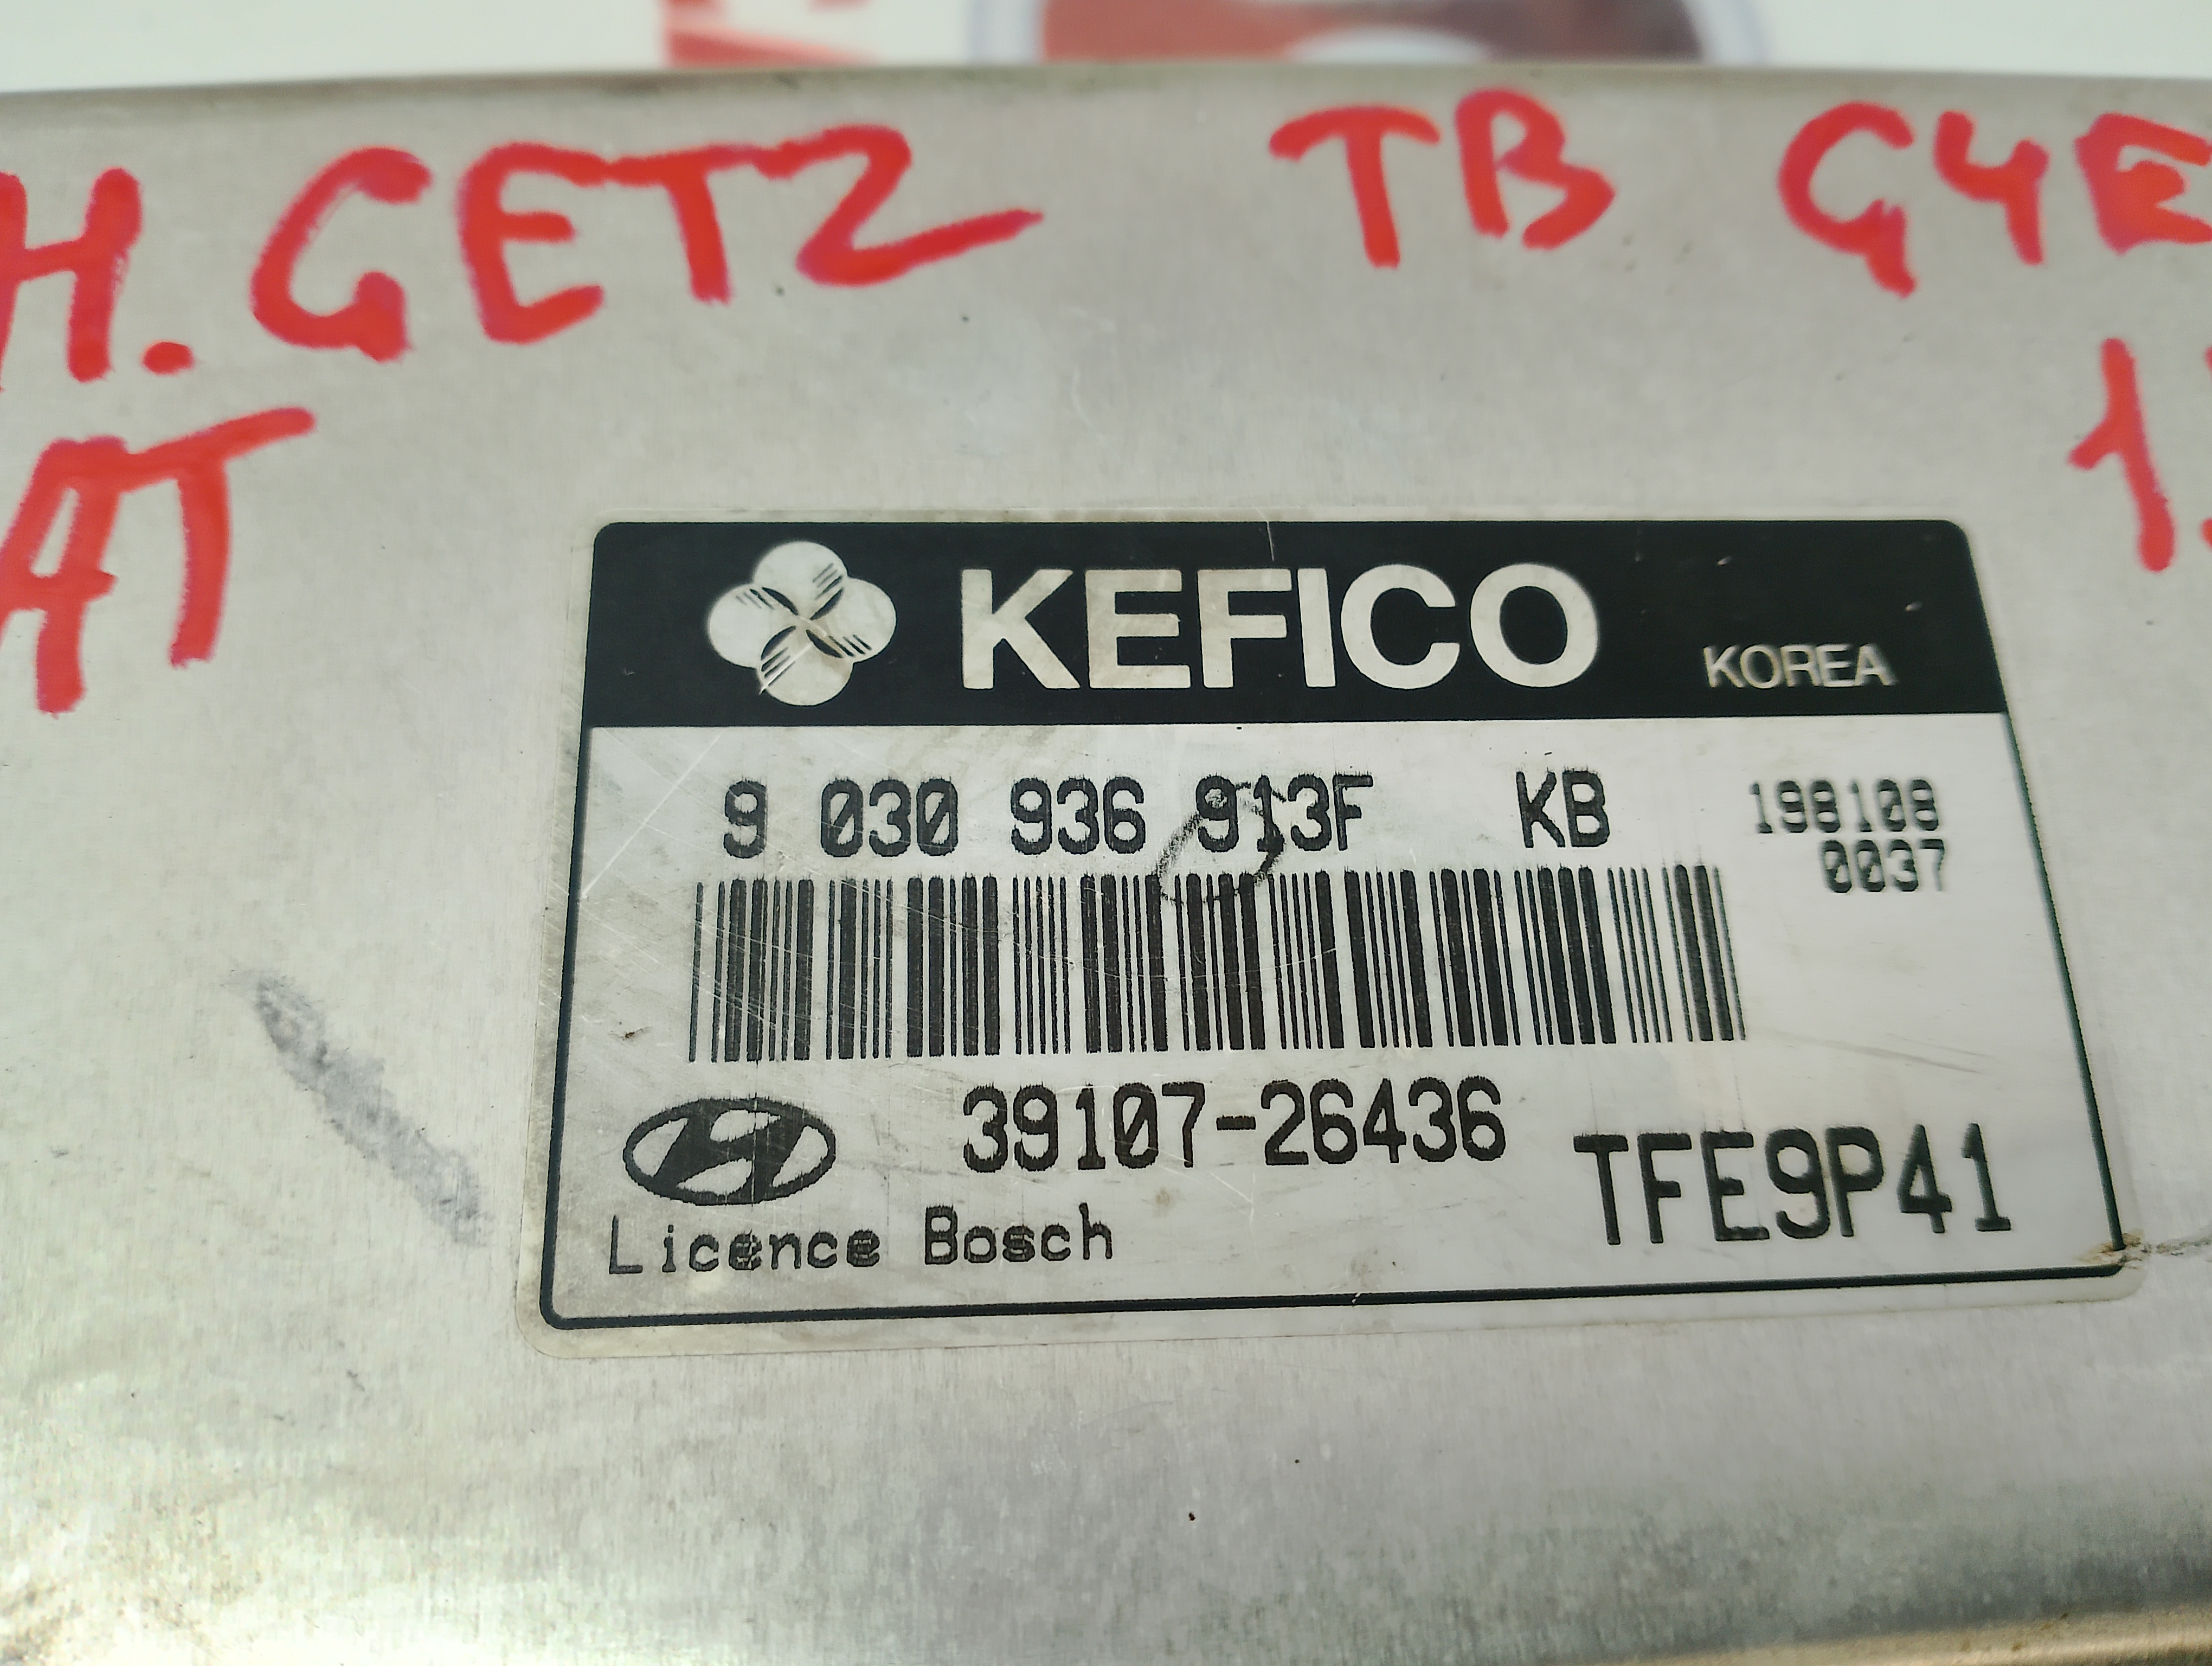 H. GETZ TB G4E
AT
1.
KEFICO KOREA
9 030 936 913F KB 198108
0037
39107-26436
TFE9P41
Licence Bosch